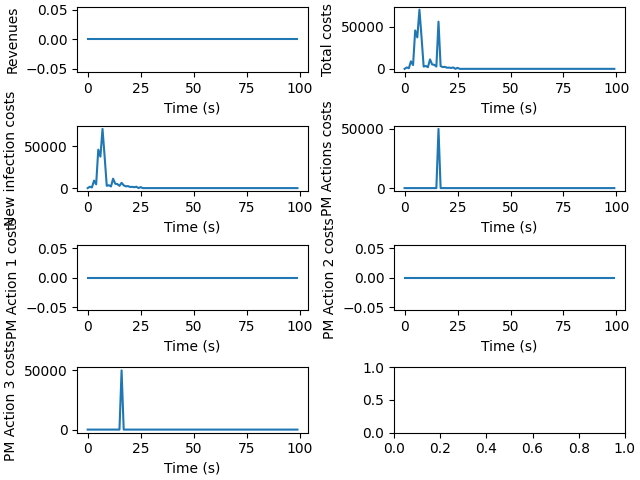 Revenues
0.05
0.00
−0.05
0 25 50 75 100
Time (s)
Total costs
50000
0
0 25 50 75 100
Time (s)
New infection costs
50000
0
0 25 50 75 100
Time (s)
PM Actions costs
50000
0
0 25 50 75 100
Time (s)
PM Action 1 costs
0.05
0.00
−0.05
0 25 50 75 100
Time (s)
PM Action 2 costs
0.05
0.00
−0.05
0 25 50 75 100
Time (s)
PM Action 3 costs
50000
0
0 25 50 75 100
Time (s)
1.0
0.5
0.0
0.0 0.2 0.4 0.6 0.8 1.0